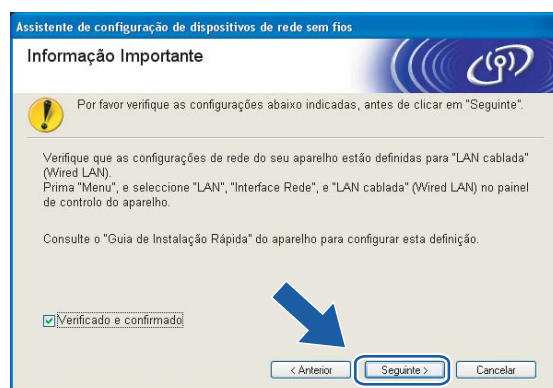 Assistente de configuração de dispositivos de rede sem fios
Informação Importante
Por favor verifique as configurações abaixo indicadas, antes de clicar em "Seguinte".
Verifique que as configurações de rede do seu aparelho estão definidas para "LAN cablada"
(Wired LAN).
Prima "Menu", e seleccione "LAN", "Interface Rede", e "LAN cablada" (Wired LAN) no painel
de controlo do aparelho.
Consulte o "Guia de Instalação Rápida" do aparelho para configurar esta definição.
Verificado e confirmado
< Anterior Seguinte > Cancelar